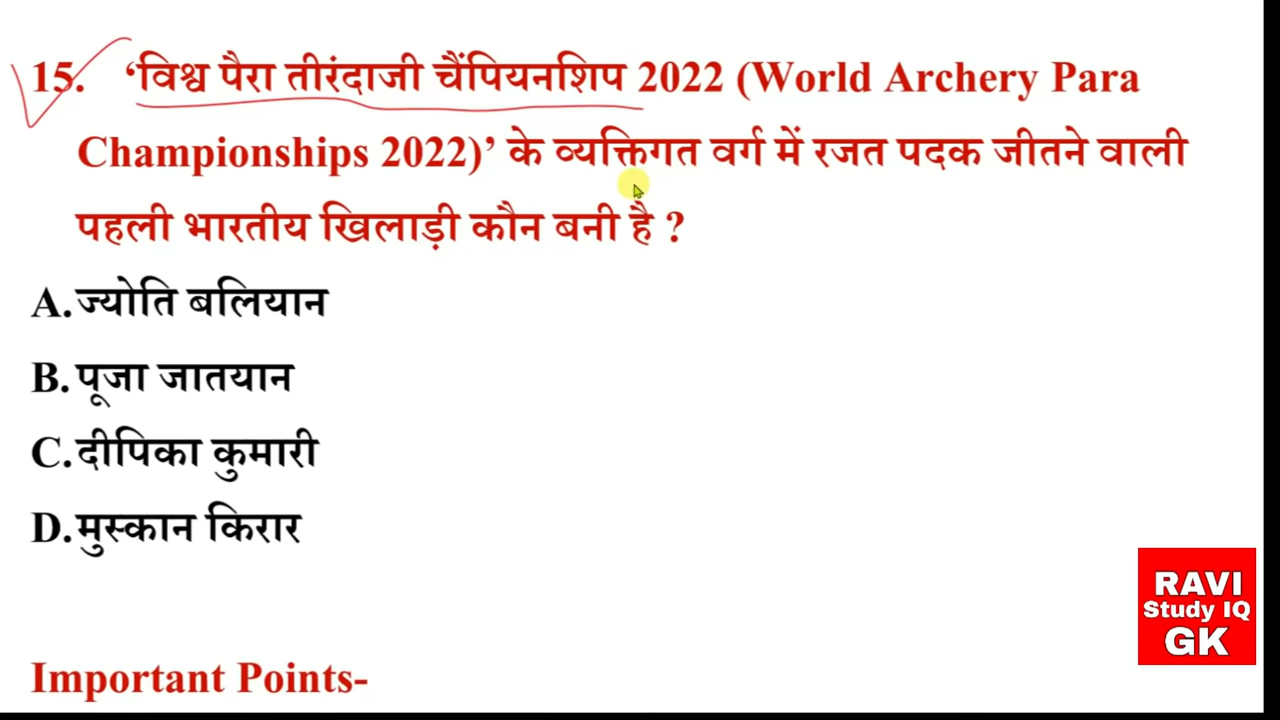 15. ‘विश्व पैरा तीरंदाजी चैंपियनशिप 2022 (World Archery Para
Championships 2022)’ के व्यक्तिगत वर्ग में रजत पदक जीतने वाली
पहली भारतीय खिलाड़ी कौन बनी है ?
A.ज्योति बलियान
B.पूजा जातयान
C.दीपिका कुमारी
D.मुस्कान किरार
RAVI
Study IQ
GK
Important Points-